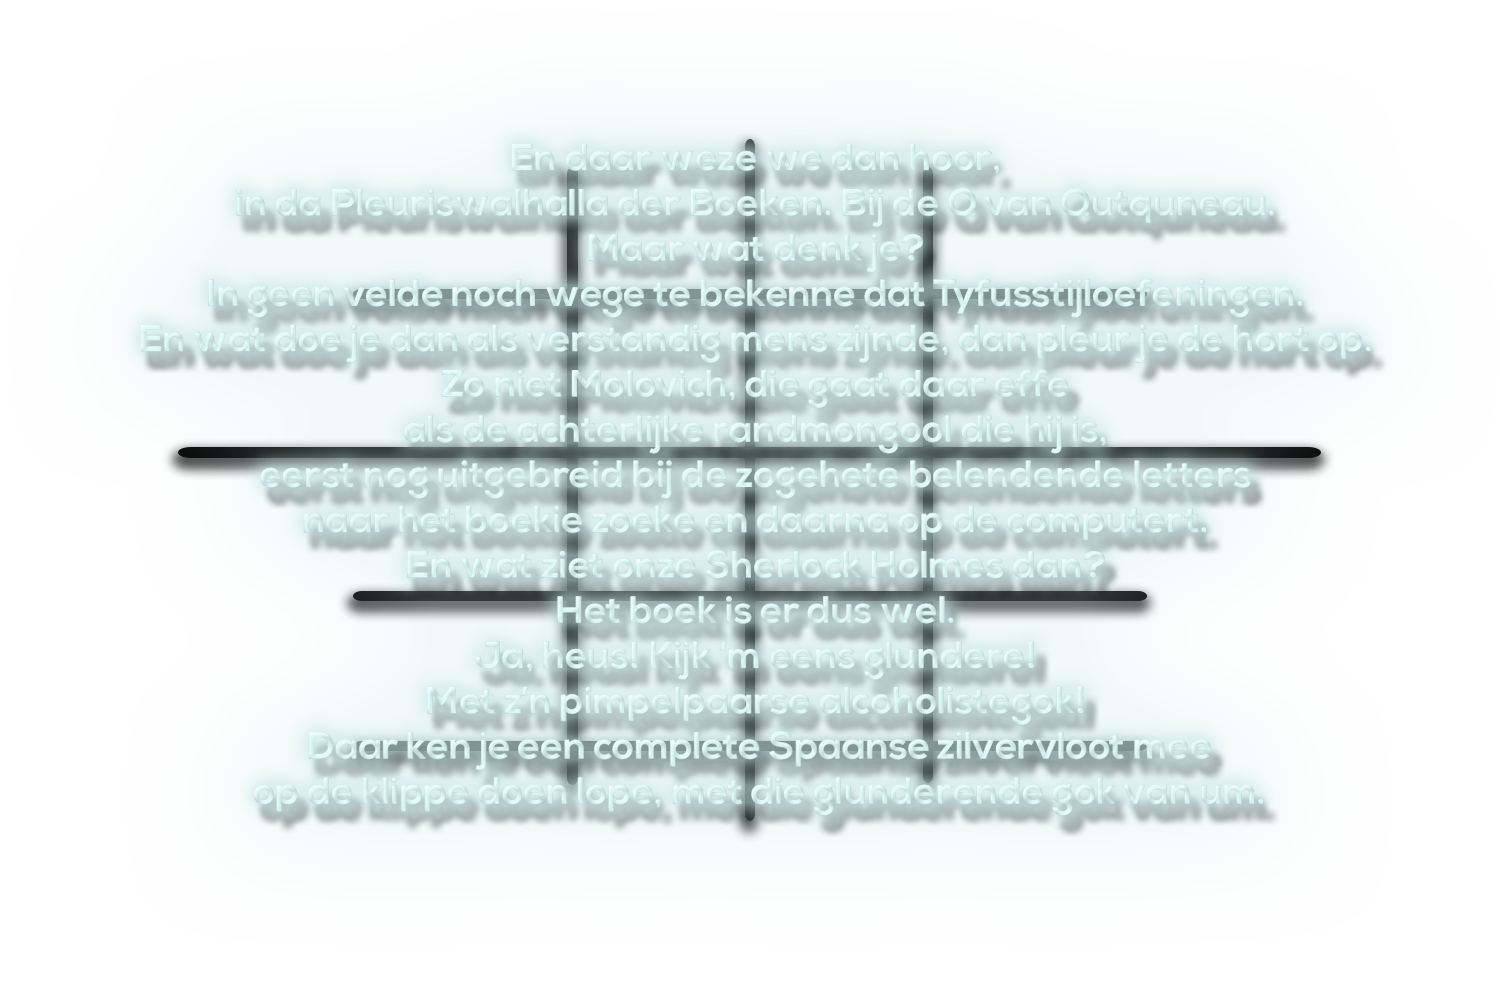 En daar weze we dan hoor,
in da Pleuriswalhalla der Boeken. Bij de Q van Qutquneau.
Maar wat denk je?
In geen velde noch wege te bekenne dat Tyfusstijloefeningen.
En wat doe je dan als verstandig mens zijnde, dan pleur je de hort op.
Zo niet Molovich, die gaat daar effe
als de achterlijke randmongool die hij is,
eerst nog uitgebreid bij de zogehete belendende letters
naar het boekie zoeke en daarna op de computert.
En wat ziet onze Sherlock Holmes dan?
Het boek is er dus wel.
Ja, heus! Kijk 'm eens glundere!
Met z'n pimpelpaarse alcoholistegok!
Daar ken je een complete Spaanse zilvervloot mee
op de klippe doen lope, met die glunderende gok van um.